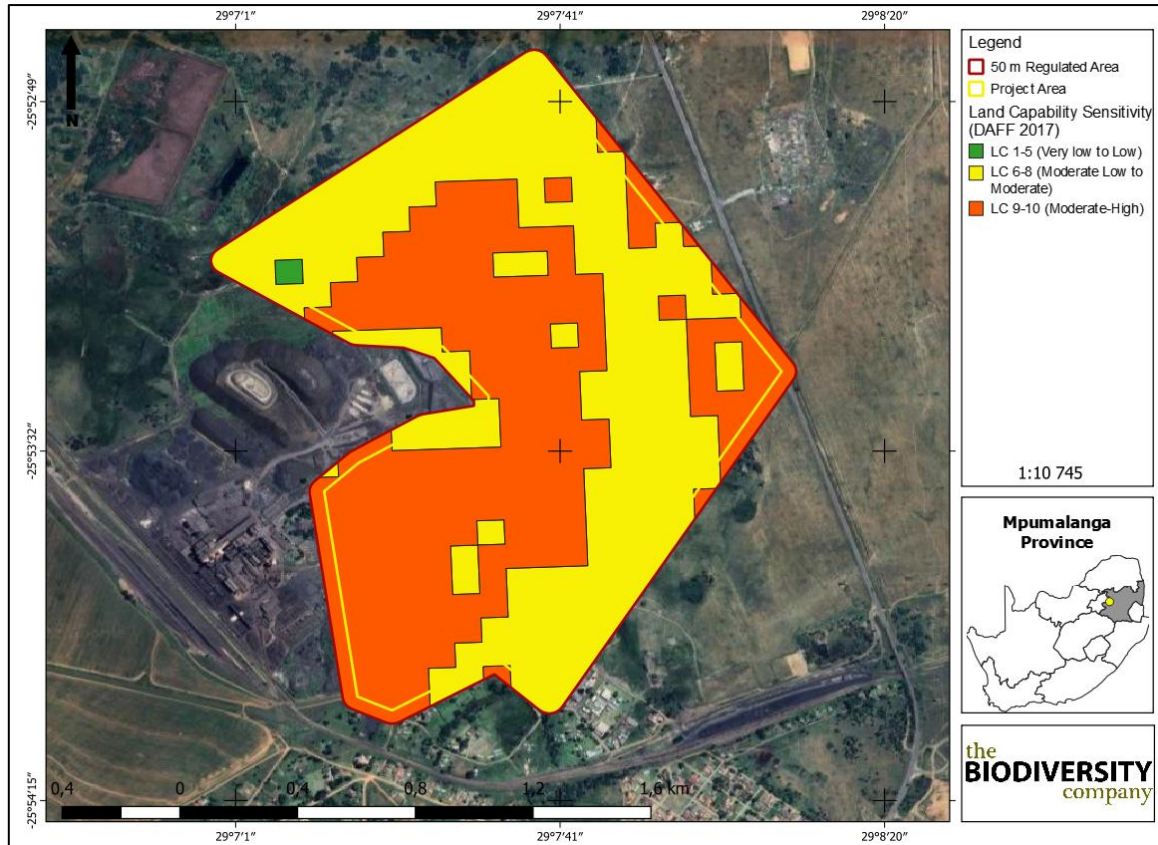 29°7′1″ 29°7′41″ 29°8′20″
-25°52′49″
-25°53′32″
-25°54′15″
N
Legend
50 m Regulated Area
Project Area
Land Capability Sensitivity
(DAFF 2017)
LC 1-5 (Very low to Low)
LC 6-8 (Moderate Low to
Moderate)
LC 9-10 (Moderate-High)
1:10 745
Mpumalanga
Province
the
BIODIVERSITY
company
0,4 0 0,4 0,8 1,2 1,6 km
29°7′1″ 29°7′41″ 29°8′20″